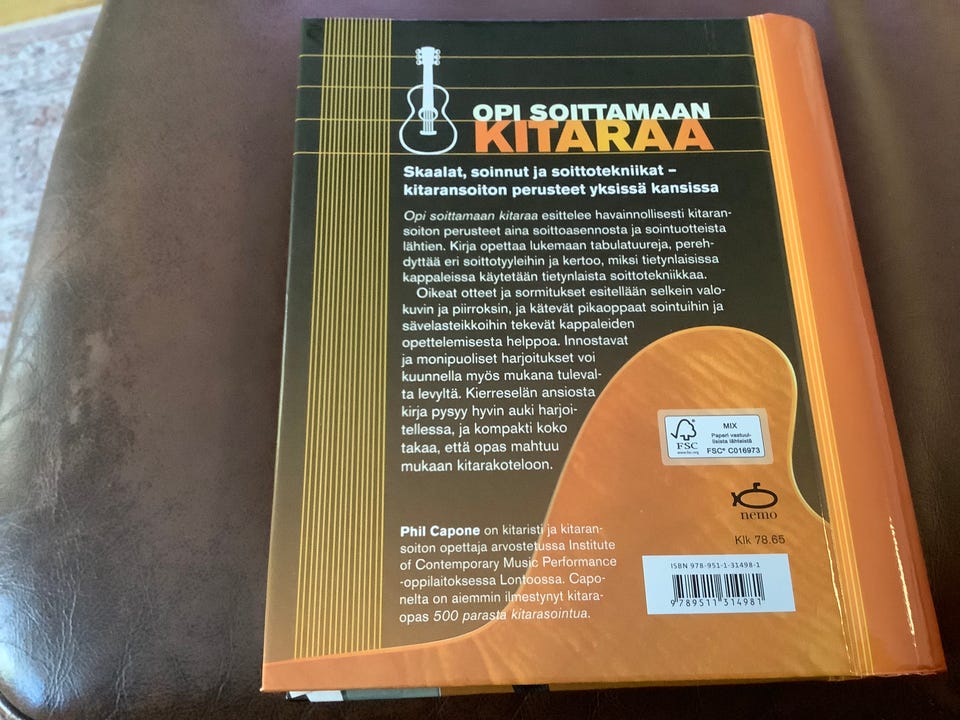 OPI SOITTAMAAN
KITARAA
Skaalat, soinnut ja soittotekniikat –
kitaransoiton perusteet yksissä kansissa
Opi soittamaan kitaraa esittelee havainnollisesti kitaran-
soiton perusteet aina soittoasennosta ja sointuotteista
lähtien. Kirja opettaa lukemaan tabulatuureja, pereh-
dyttää eri soittotyyleihin ja kertoo, miksi tietynlaisissa
kappaleissa käytetään tietynlaista soittotekniikkaa.
Oikeat otteet ja sormitukset esitellään selkein valo-
kuvin ja piirroksin, ja kätevät pikaoppaat sointuihin ja
sävelasteikkoihin tekevät kappaleiden
opettelemisesta helppoa. Innostavat
ja monipuoliset harjoitukset voi
kuunnella myös mukana tuleval-
ta levyltä. Kierreselän ansiosta
kirja pysyy hyvin auki harjoi-
tellessa, ja kompakti koko
takaa, että opas mahtuu
mukaan kitarakoteloon.
Phil Capone on kitaristi ja kitaran-
soiton opettaja arvostetussa Institute
of Contemporary Music Performance
-oppilaitoksessa Lontoossa. Capo-
nelta on aiemmin ilmestynyt kitara-
opas 500 parasta kitarasointua.
FSC
www.fsc.org
MIX
Paperi vastuul-
lisista lähteistä
FSC® C016973
nemo
Klk 78.65
ISBN 978-951-1-31498-1
9789511314981